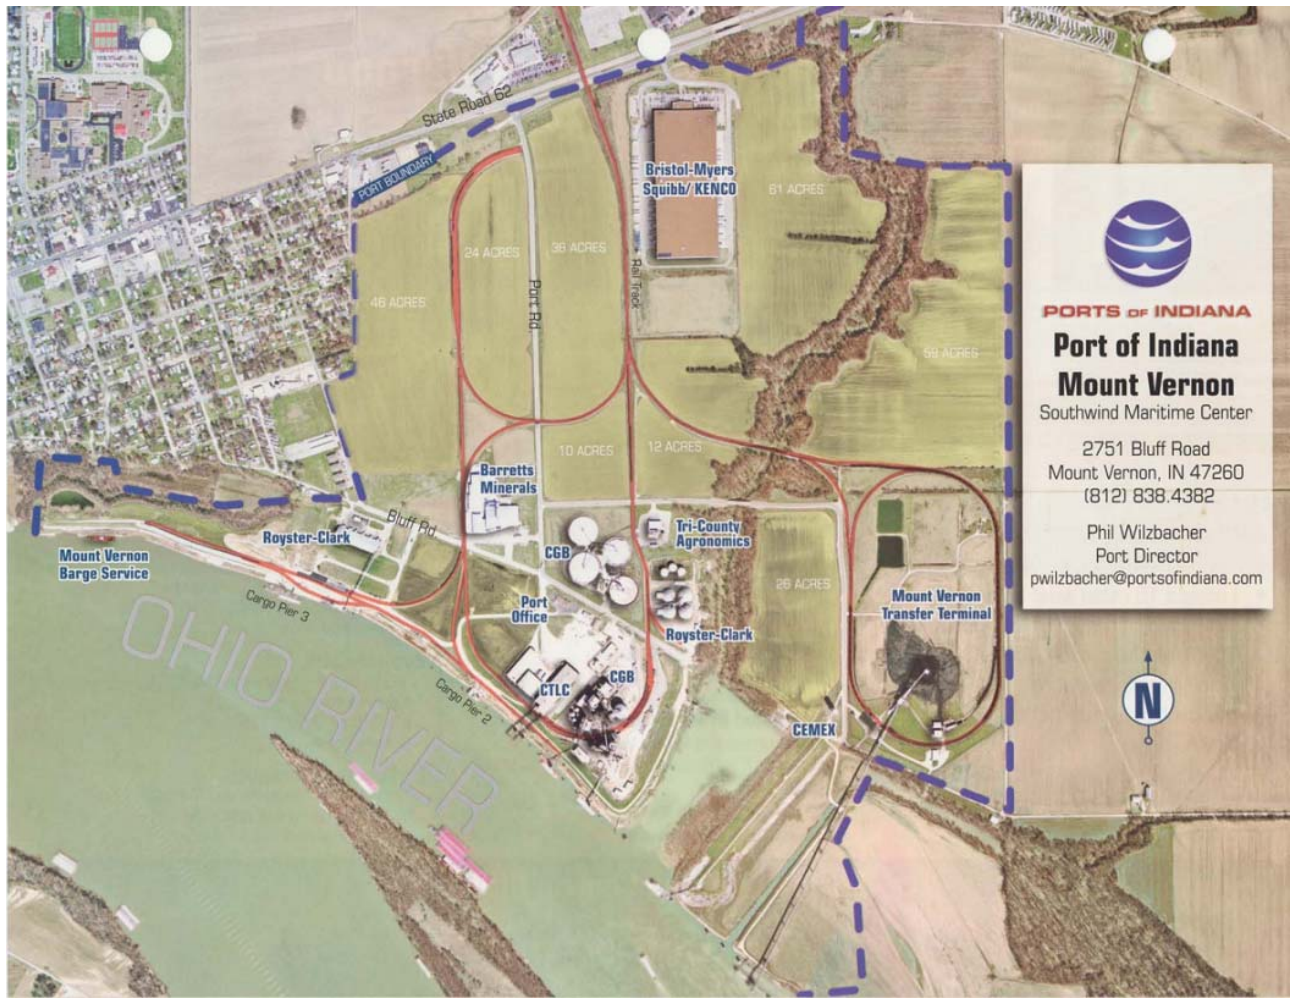 State Road 62
PORT BOUNDARY
Bristol-Myers
Squibb/ KENCO
61 ACRES
24 ACRES
36 ACRES
46 ACRES
Port Rd.
Rail Track
59 ACRES
10 ACRES
12 ACRES
Barretts
Minerals
Bluff Rd.
Royster-Clark
Mount Vernon
Barge Service
Cargo Pier 3
CGB
Tri-County
Agronomics
26 ACRES
Port
Office
Mount Vernon
Transfer Terminal
Royster-Clark
CTLC
CGB
Cargo Pier 2
CEMEX
OHIO RIVER
PORTS OF INDIANA
Port of Indiana
Mount Vernon
Southwind Maritime Center
2751 Bluff Road
Mount Vernon, IN 47260
(812) 838.4382
Phil Wilzbacher
Port Director
pwilzbacher@portsofindiana.com
N